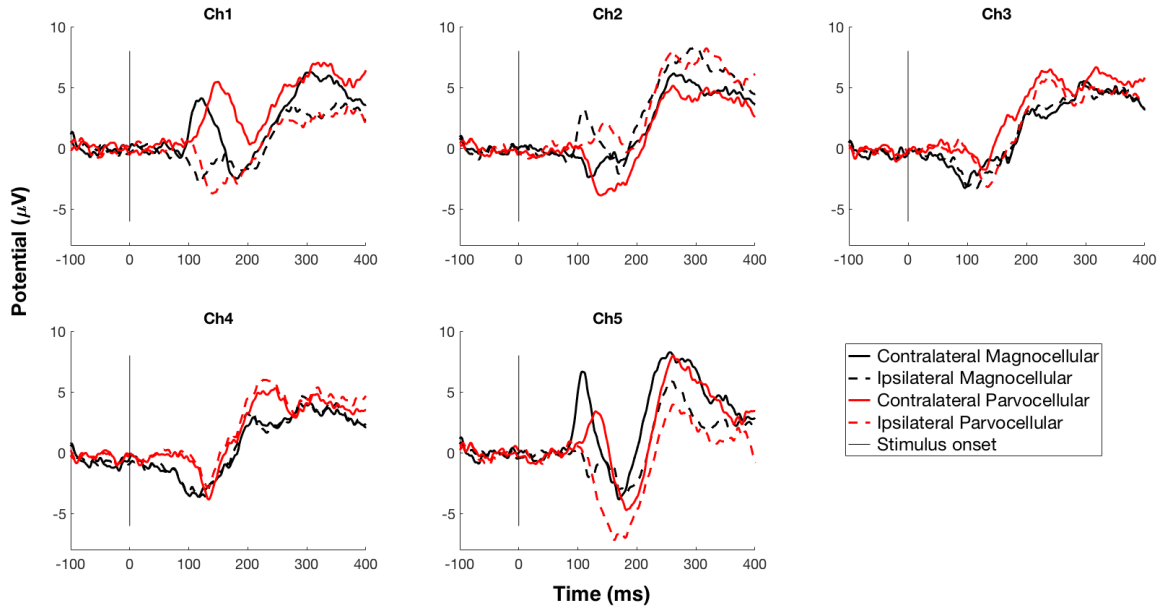 Ch1
Ch2
Ch3
10
5
0
-5
-100 0 100 200 300 400
10
5
0
-5
-100 0 100 200 300 400
10
5
0
-5
-100 0 100 200 300 400
Potential (μV)
Ch4
Ch5
10
5
0
-5
-100 0 100 200 300 400
10
5
0
-5
-100 0 100 200 300 400
Contralateral Magnocellular
Ipsilateral Magnocellular
Contralateral Parvocellular
Ipsilateral Parvocellular
Stimulus onset
Time (ms)